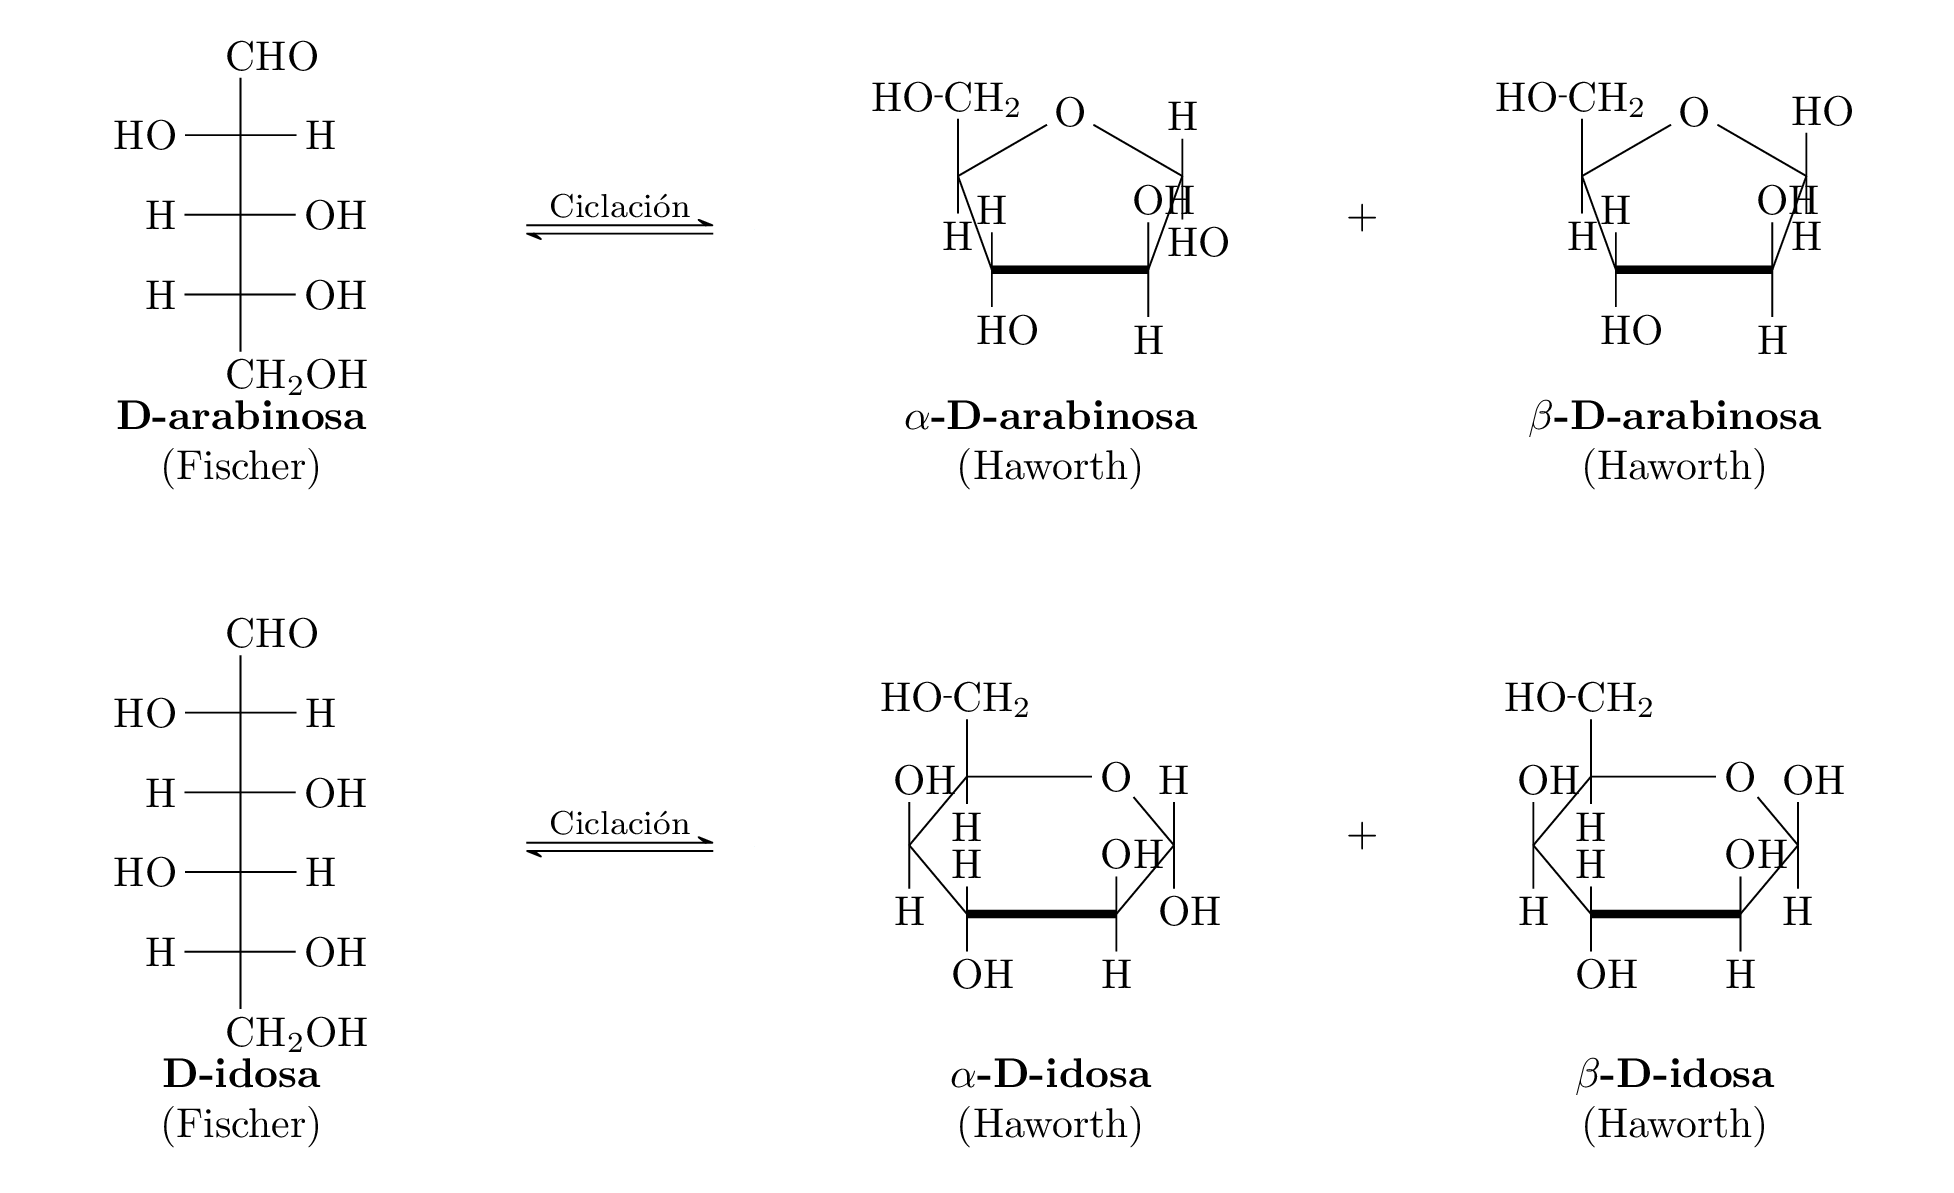 CHO
HO H
H OH
H OH
CH₂OH
D-arabinosa
(Fischer)
Ciclación
HO-CH₂ O H
H H OH HO
HO H
α-D-arabinosa
(Haworth)
+
HO-CH₂ O HO
H H OH H
HO H
β-D-arabinosa
(Haworth)
CHO
HO H
H OH
HO H
H OH
CH₂OH
D-idosa
(Fischer)
Ciclación
HO-CH₂
OH O H
H
H OH
H OH
OH H
α-D-idosa
(Haworth)
+
HO-CH₂
OH O OH
H
H OH
H H
OH H
β-D-idosa
(Haworth)